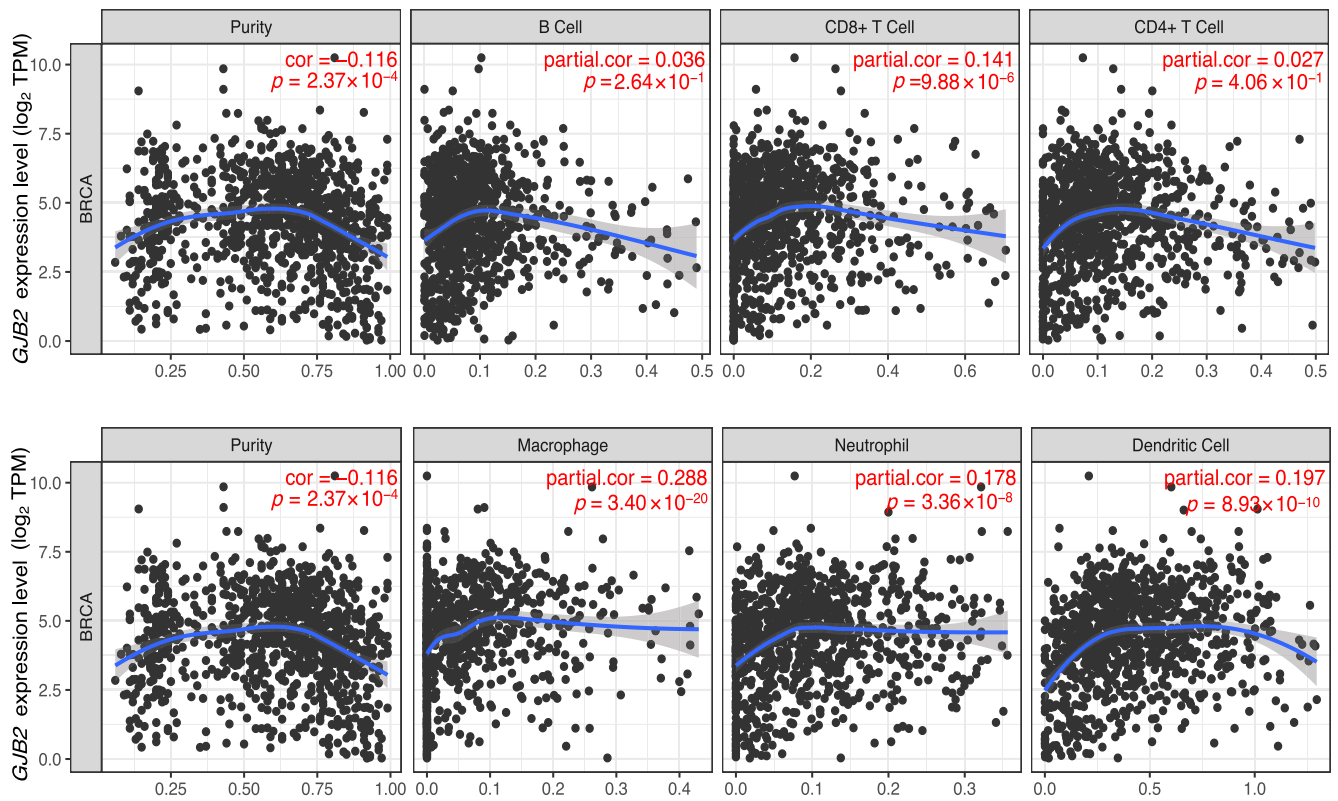 Purity
B Cell
CD8+ T Cell
CD4+ T Cell
GJB2 expression level (log₂ TPM)
BRCA
10.0
7.5
5.0
2.5
0.0
cor = −0.116
p = 2.37×10⁻⁴
partial.cor = 0.036
p =2.64×10⁻¹
partial.cor = 0.141
p =9.88×10⁻⁶
partial.cor = 0.027
p = 4.06×10⁻¹
0.25 0.50 0.75 1.00
0.0 0.1 0.2 0.3 0.4 0.5
0.0 0.2 0.4 0.6
0.0 0.1 0.2 0.3 0.4 0.5
Purity
Macrophage
Neutrophil
Dendritic Cell
GJB2 expression level (log₂ TPM)
BRCA
10.0
7.5
5.0
2.5
0.0
cor = −0.116
p = 2.37×10⁻⁴
partial.cor = 0.288
p = 3.40×10⁻²⁰
partial.cor = 0.178
p = 3.36×10⁻⁸
partial.cor = 0.197
p = 8.93×10⁻¹⁰
0.25 0.50 0.75 1.00
0.0 0.1 0.2 0.3 0.4
0.0 0.1 0.2 0.3
0.0 0.5 1.0